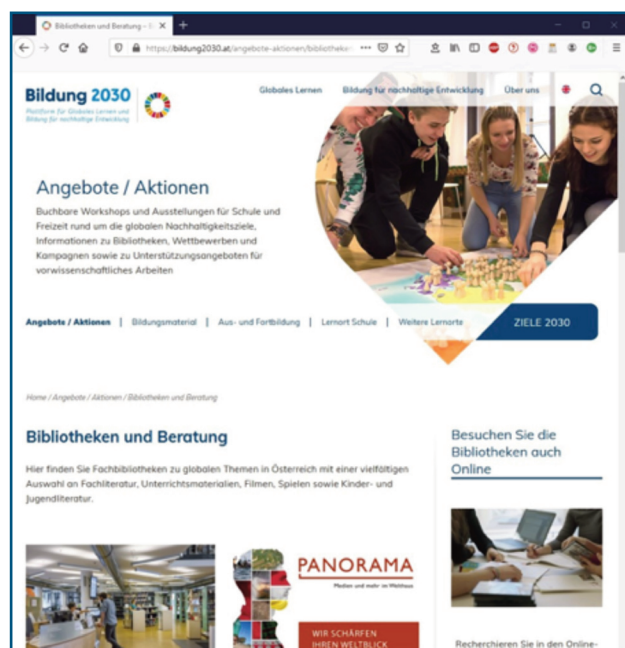 Bibliotheken und Beratung –
https://bildung2030.at/angebote-aktionen/bibliotheke
Bildung 2030
Plattform für Globales Lernen und
Bildung für nachhaltige Entwicklung
Globales Lernen
Bildung für nachhaltige Entwicklung
Über uns
Angebote / Aktionen
Buchbare Workshops und Ausstellungen für Schule und
Freizeit rund um die globalen Nachhaltigkeitsziele,
Informationen zu Bibliotheken, Wettbewerben und
Kampagnen sowie zu Unterstützungsangeboten für
vorwissenschaftliches Arbeiten
Angebote / Aktionen | Bildungsmaterial | Aus- und Fortbildung | Lernort Schule | Weitere Lernorte
ZIELE 2030
Home / Angebote / Aktionen / Bibliotheken und Beratung
Bibliotheken und Beratung
Hier finden Sie Fachbibliotheken zu globalen Themen in Österreich mit einer vielfältigen
Auswahl an Fachliteratur, Unterrichtsmaterialien, Filmen, Spielen sowie Kinder- und
Jugendliteratur.
PANORAMA
Medien und mehr im Welthaus
WIR SCHÄRFEN
IHREN WELTBLICK
Besuchen Sie die
Bibliotheken auch
Online
Recherchieren Sie in den Online-